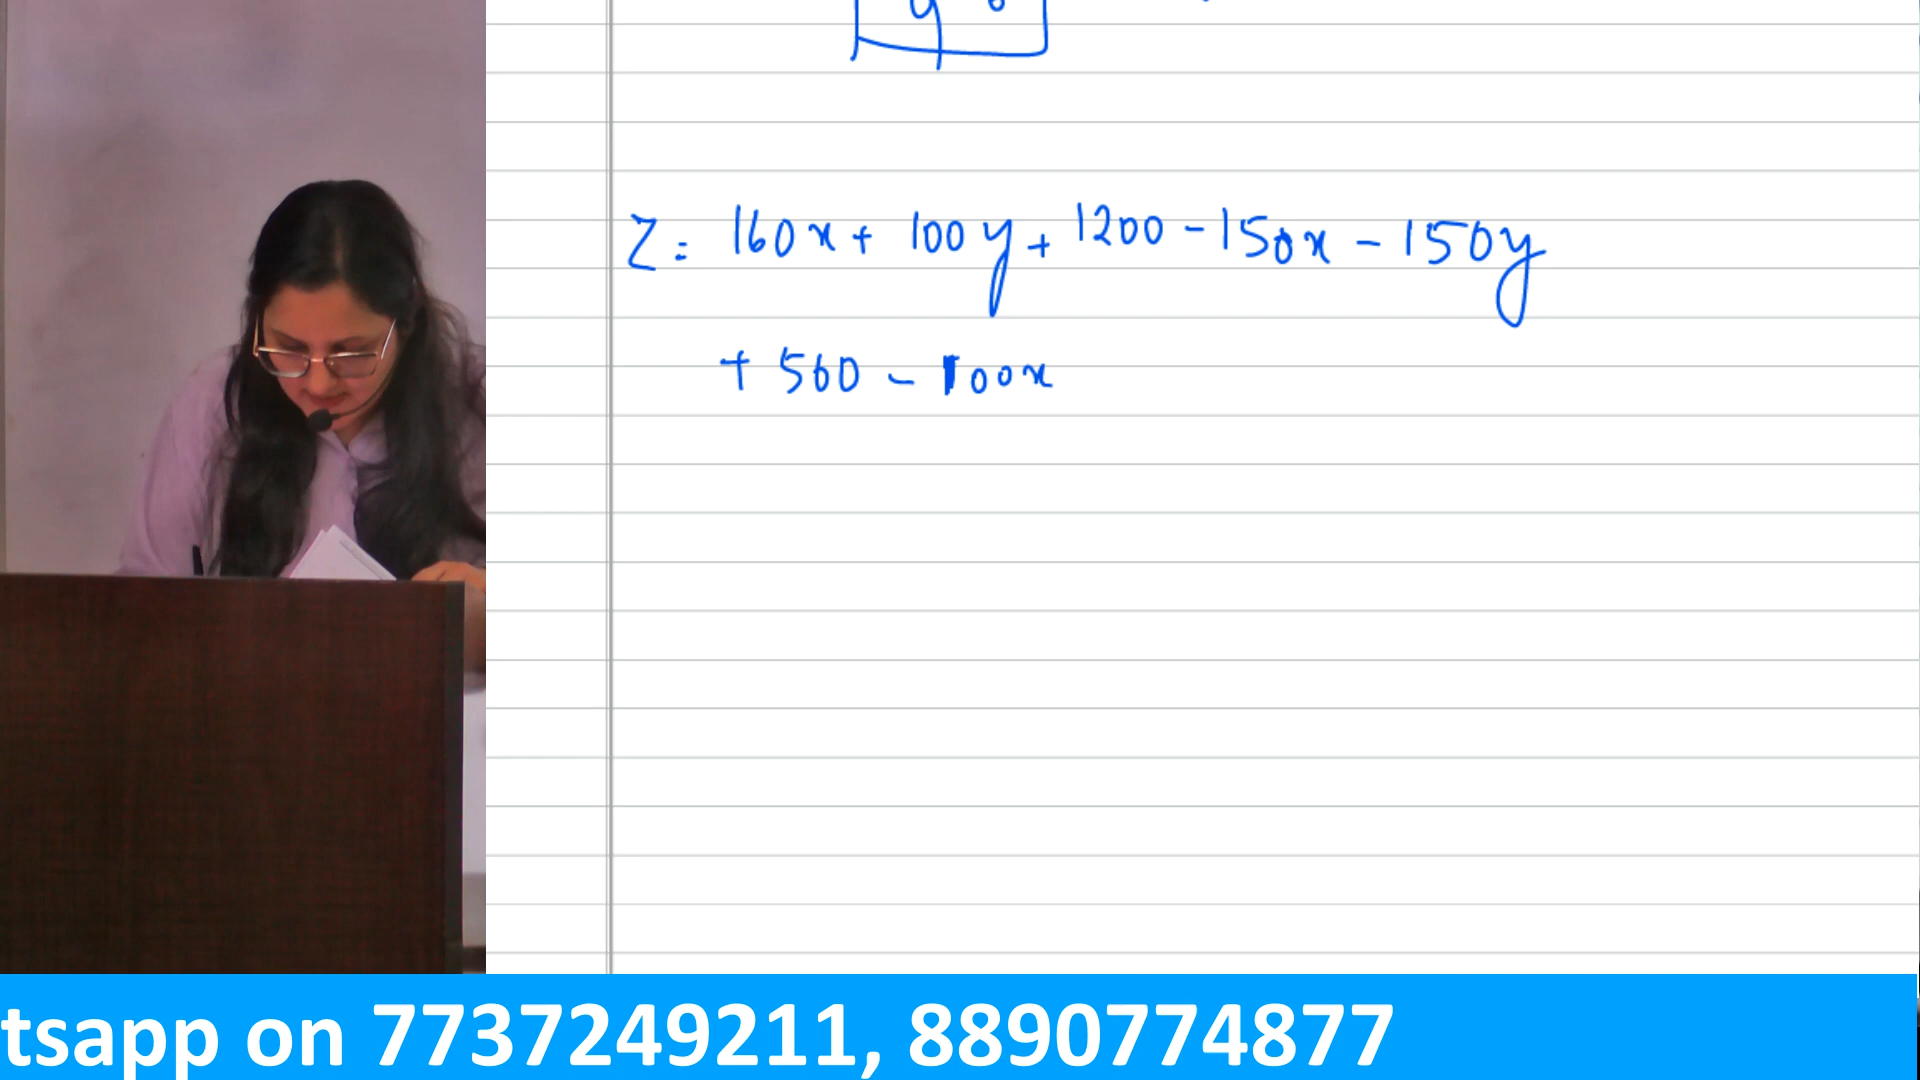 y
Z = 160x + 100y + 1200 - 150x - 150y
+ 560 - 100x
tsapp on 7737249211, 8890774877